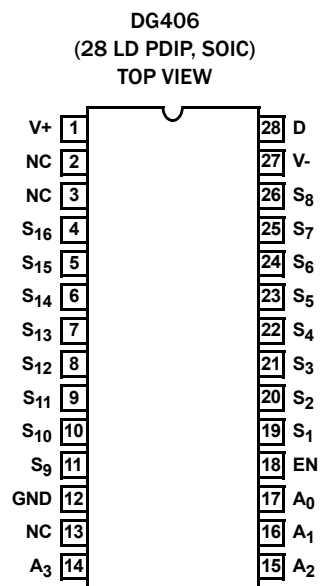 DG406
(28 LD PDIP, SOIC)
TOP VIEW
V+ 1 28 D
NC 2 27 V-
NC 3 26 S8
S16 4 25 S7
S15 5 24 S6
S14 6 23 S5
S13 7 22 S4
S12 8 21 S3
S11 9 20 S2
S10 10 19 S1
S9 11 18 EN
GND 12 17 A0
NC 13 16 A1
A3 14 15 A2